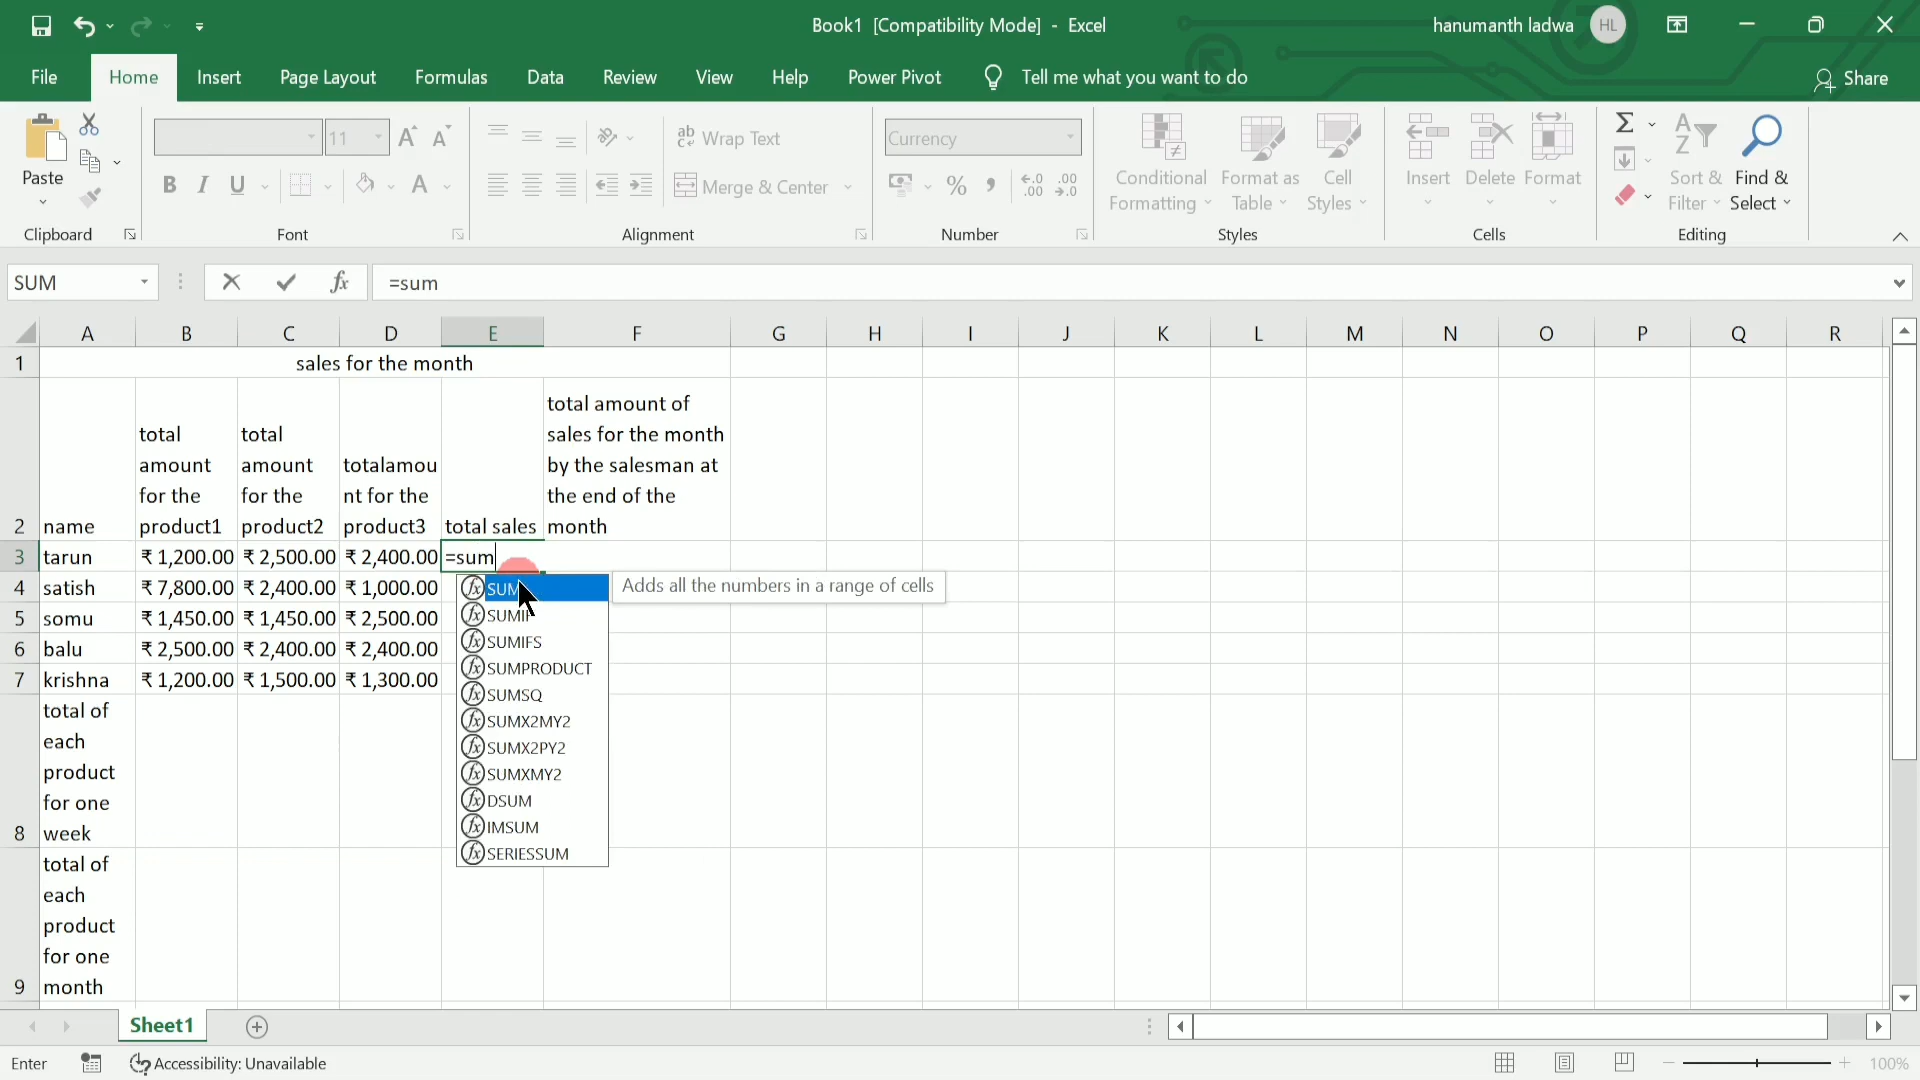 Book1 [Compatibility Mode] - Excel
hanumanth ladwa HL
File Home Insert Page Layout Formulas Data Review View Help Power Pivot Tell me what you want to do Share
Paste
Clipboard
11
Font
Wrap Text
Merge & Center
Alignment
Currency
Number
Conditional Formatting
Format as Table
Cell Styles
Styles
Insert
Delete
Format
Cells
Sort & Filter
Find & Select
Editing
SUM
=sum
A B C D E F G H I J K L M N O P Q R
1 sales for the month
2 name
total
amount
for the
product1
total
amount
for the
product2
totalamou
nt for the
product3
total sales
total amount of
sales for the month
by the salesman at
the end of the
month
3 tarun ₹ 1,200.00 ₹ 2,500.00 ₹ 2,400.00 =sum
4 satish ₹ 7,800.00 ₹ 2,400.00 ₹ 1,000.00
5 somu ₹ 1,450.00 ₹ 1,450.00 ₹ 2,500.00
6 balu ₹ 2,500.00 ₹ 2,400.00 ₹ 2,400.00
7 krishna ₹ 1,200.00 ₹ 1,500.00 ₹ 1,300.00
SUM
Adds all the numbers in a range of cells
SUMIF
SUMIFS
SUMPRODUCT
SUMSQ
SUMX2MY2
SUMX2PY2
SUMXMY2
DSUM
IMSUM
SERIESSUM
total of
each
product
for one
8 week
total of
each
product
for one
9 month
Sheet1
Enter
Accessibility: Unavailable
100%